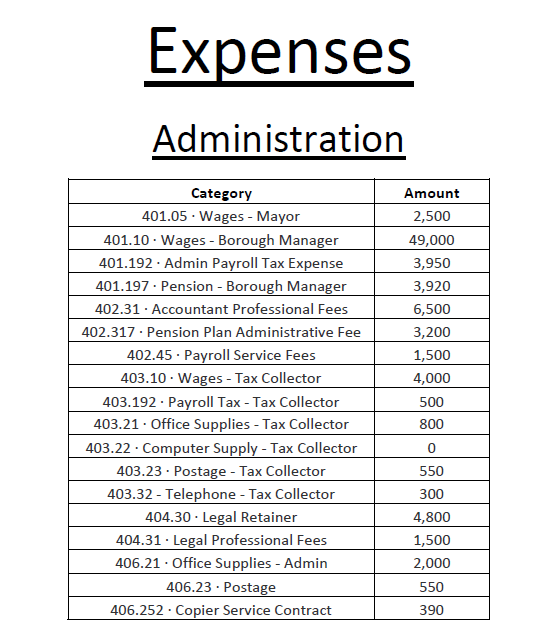 Expenses
Administration
Category Amount
401.05 · Wages - Mayor 2,500
401.10 · Wages - Borough Manager 49,000
401.192 · Admin Payroll Tax Expense 3,950
401.197 · Pension - Borough Manager 3,920
402.31 · Accountant Professional Fees 6,500
402.317 · Pension Plan Administrative Fee 3,200
402.45 · Payroll Service Fees 1,500
403.10 · Wages - Tax Collector 4,000
403.192 · Payroll Tax - Tax Collector 500
403.21 · Office Supplies - Tax Collector 800
403.22 · Computer Supply - Tax Collector 0
403.23 · Postage - Tax Collector 550
403.32 - Telephone - Tax Collector 300
404.30 · Legal Retainer 4,800
404.31 · Legal Professional Fees 1,500
406.21 · Office Supplies - Admin 2,000
406.23 · Postage 550
406.252 · Copier Service Contract 390